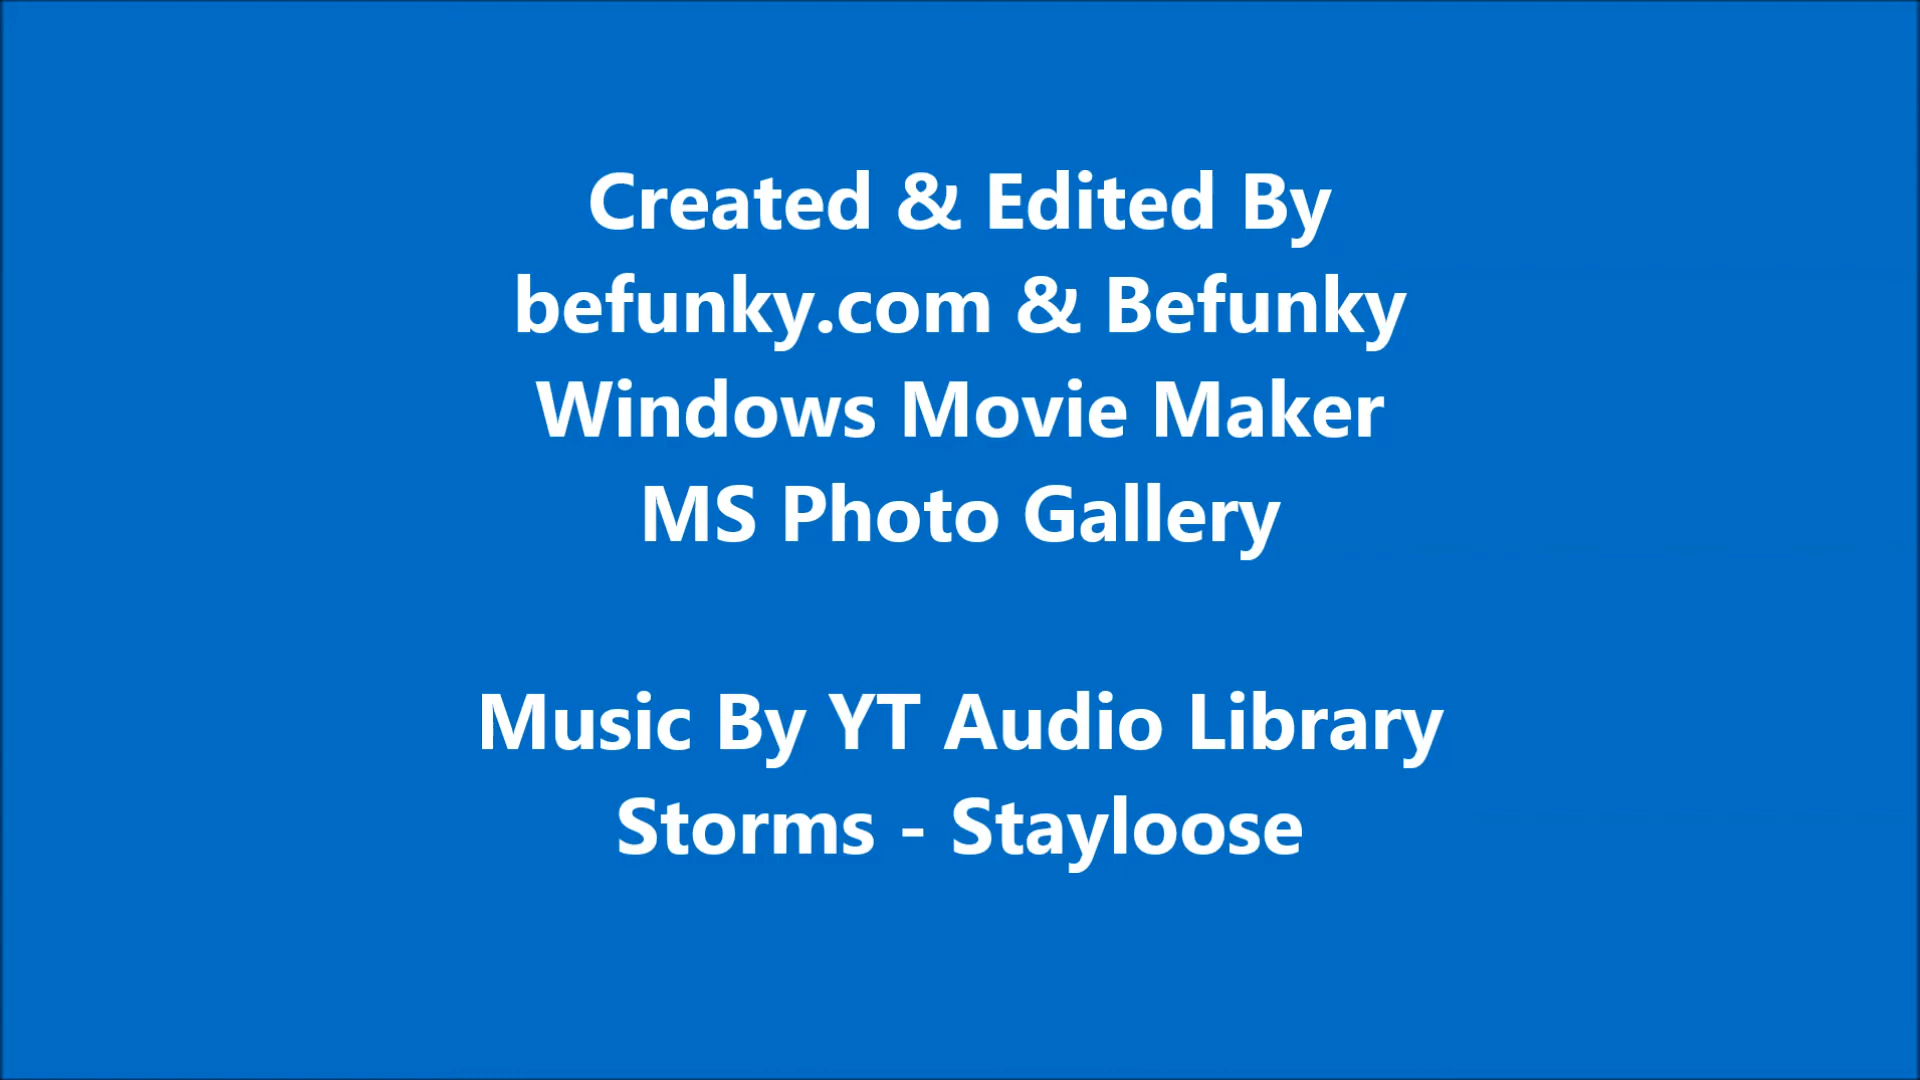 Created & Edited By
befunky.com & Befunky
Windows Movie Maker
MS Photo Gallery
Music By YT Audio Library
Storms - Stayloose